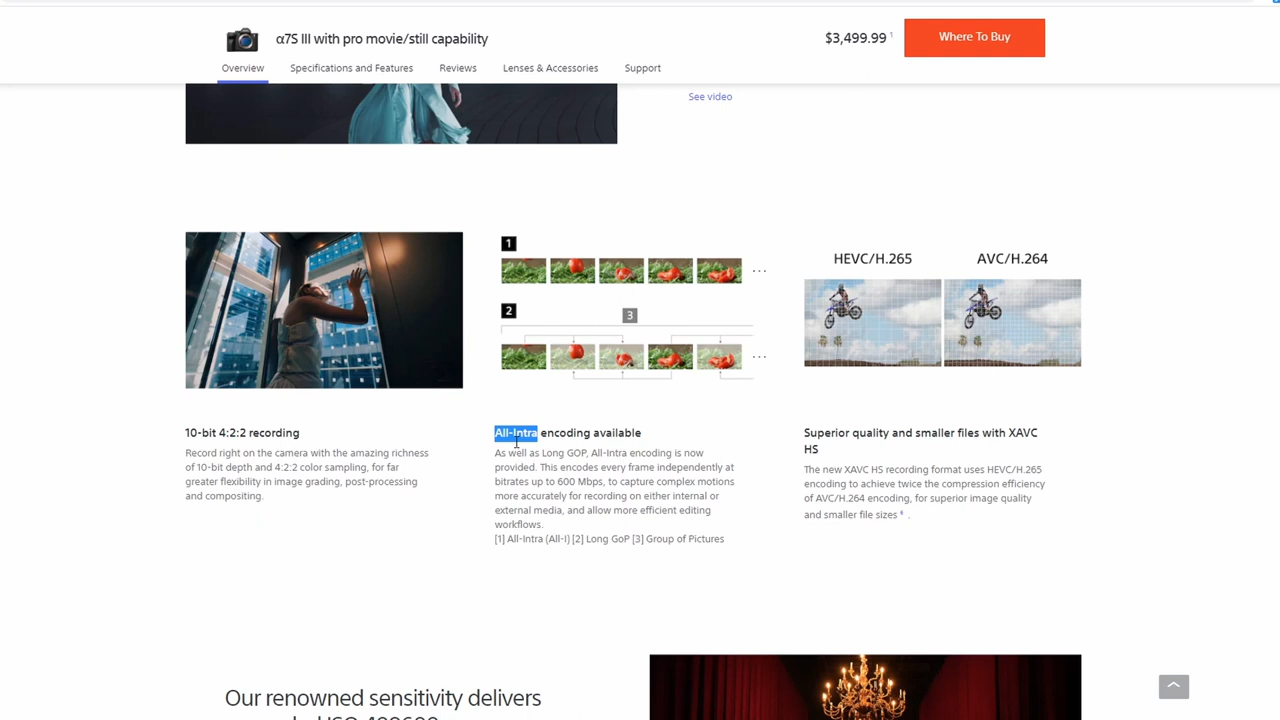 α7S III with pro movie/still capability
$3,499.99 1
Where To Buy
Overview
Specifications and Features
Reviews
Lenses & Accessories
Support
See video
1
2
3
HEVC/H.265
AVC/H.264
10-bit 4:2:2 recording
Record right on the camera with the amazing richness
of 10-bit depth and 4:2:2 color sampling, for far
greater flexibility in image grading, post-processing
and compositing.
All-Intra encoding available
As well as Long GOP, All-Intra encoding is now
provided. This encodes every frame independently at
bitrates up to 600 Mbps, to capture complex motions
more accurately for recording on either internal or
external media, and allow more efficient editing
workflows.
[1] All-Intra (All-I) [2] Long GoP [3] Group of Pictures
Superior quality and smaller files with XAVC
HS
The new XAVC HS recording format uses HEVC/H.265
encoding to achieve twice the compression efficiency
of AVC/H.264 encoding, for superior image quality
and smaller file sizes 6 .
Our renowned sensitivity delivers